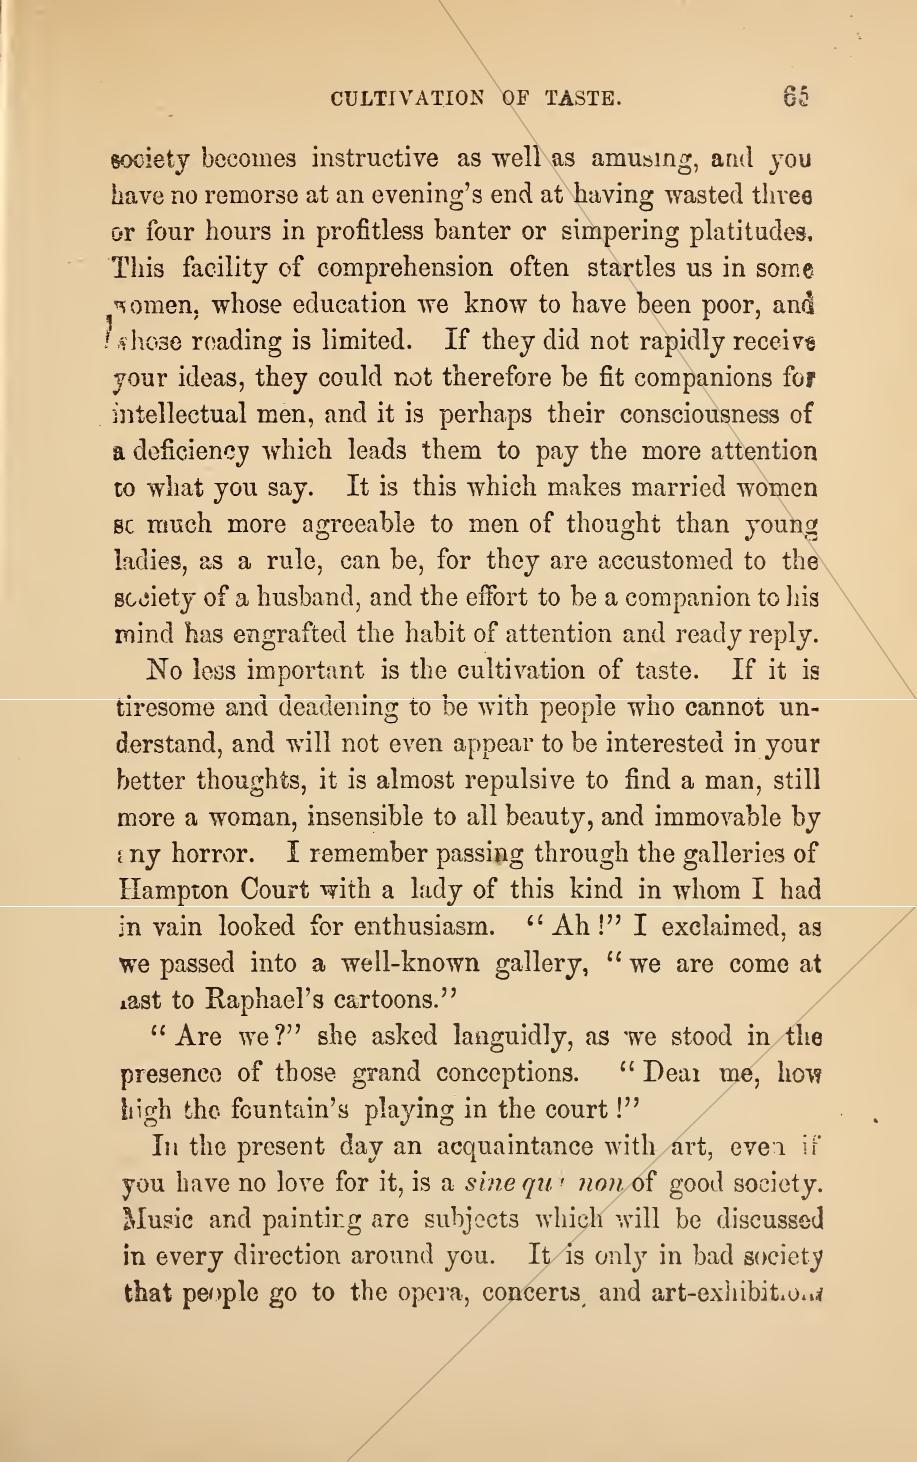 CULTIVATION OF TASTE. 65
society becomes instructive as well as amusing, and you
have no remorse at an evening's end at having wasted three
or four hours in profitless banter or simpering platitudes.
This facility of comprehension often startles us in some
women, whose education we know to have been poor, and
whose reading is limited. If they did not rapidly receive
your ideas, they could not therefore be fit companions for
intellectual men, and it is perhaps their consciousness of
a deficiency which leads them to pay the more attention
to what you say. It is this which makes married women
so much more agreeable to men of thought than young
ladies, as a rule, can be, for they are accustomed to the
society of a husband, and the effort to be a companion to his
mind has engrafted the habit of attention and ready reply.
No less important is the cultivation of taste. If it is
tiresome and deadening to be with people who cannot un-
derstand, and will not even appear to be interested in your
better thoughts, it is almost repulsive to find a man, still
more a woman, insensible to all beauty, and immovable by
any horror. I remember passing through the galleries of
Hampton Court with a lady of this kind in whom I had
in vain looked for enthusiasm. “ Ah !” I exclaimed, as
we passed into a well-known gallery, “ we are come at
last to Raphael's cartoons.”
“ Are we ?” she asked languidly, as we stood in the
presence of those grand conceptions. “ Dear me, how
high the fountain's playing in the court !”
In the present day an acquaintance with art, even if
you have no love for it, is a sine qua non of good society.
Music and painting are subjects which will be discussed
in every direction around you. It is only in bad society
that people go to the opera, concerts, and art-exhibitions